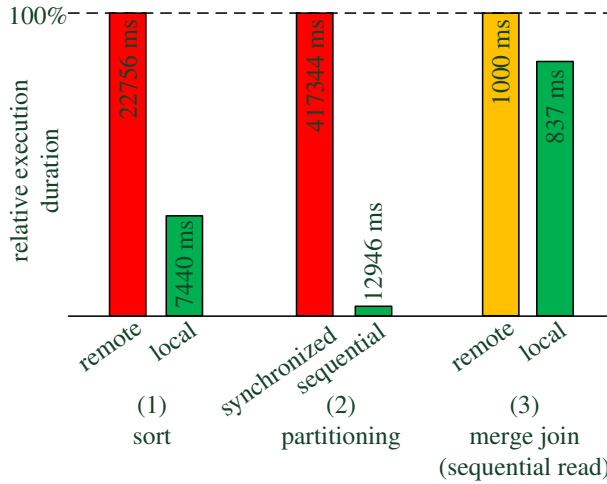 100%
relative execution
duration
22756 ms
7440 ms
417344 ms
12946 ms
1000 ms
837 ms
remote
local
synchronized
sequential
remote
local
(1)
sort
(2)
partitioning
(3)
merge join
(sequential read)